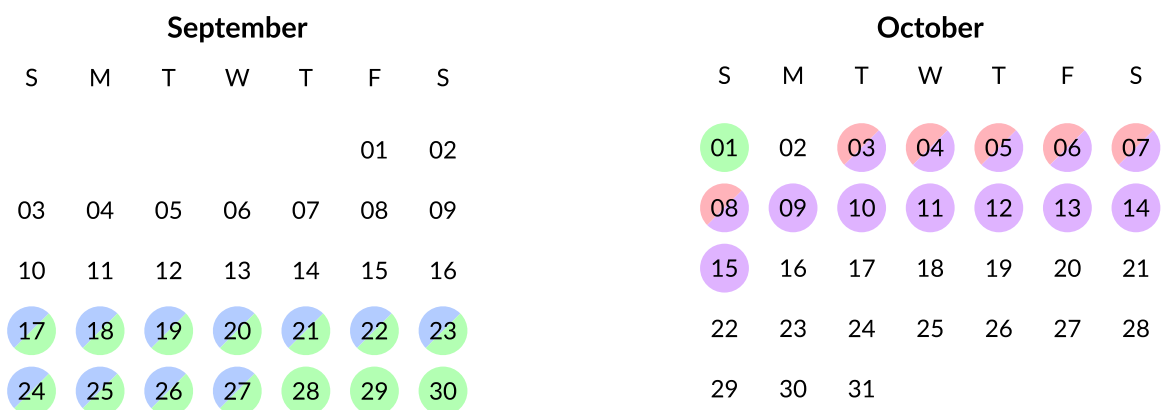 September
S M T W T F S
01 02
03 04 05 06 07 08 09
10 11 12 13 14 15 16
17 18 19 20 21 22 23
24 25 26 27 28 29 30
October
S M T W T F S
01 02 03 04 05 06 07
08 09 10 11 12 13 14
15 16 17 18 19 20 21
22 23 24 25 26 27 28
29 30 31